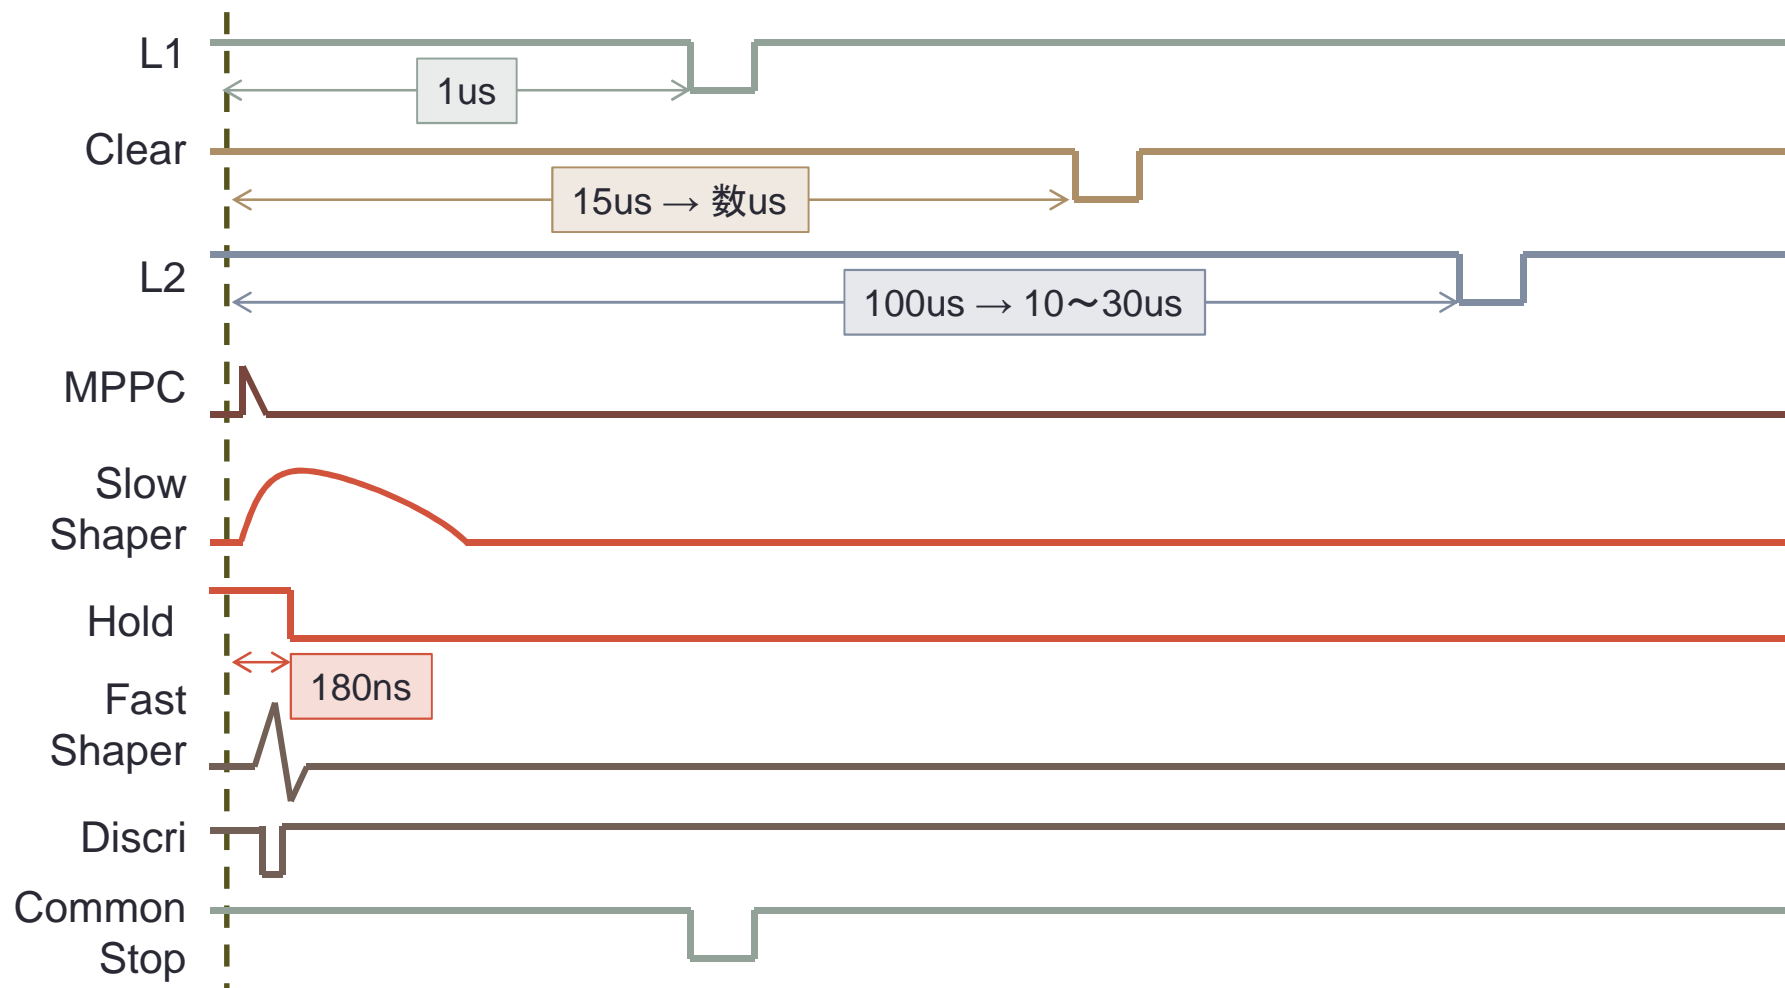 L1
1us
Clear
15us → 数us
L2
100us → 10～30us
MPPC
Slow
Shaper
Hold
180ns
Fast
Shaper
Discri
Common
Stop